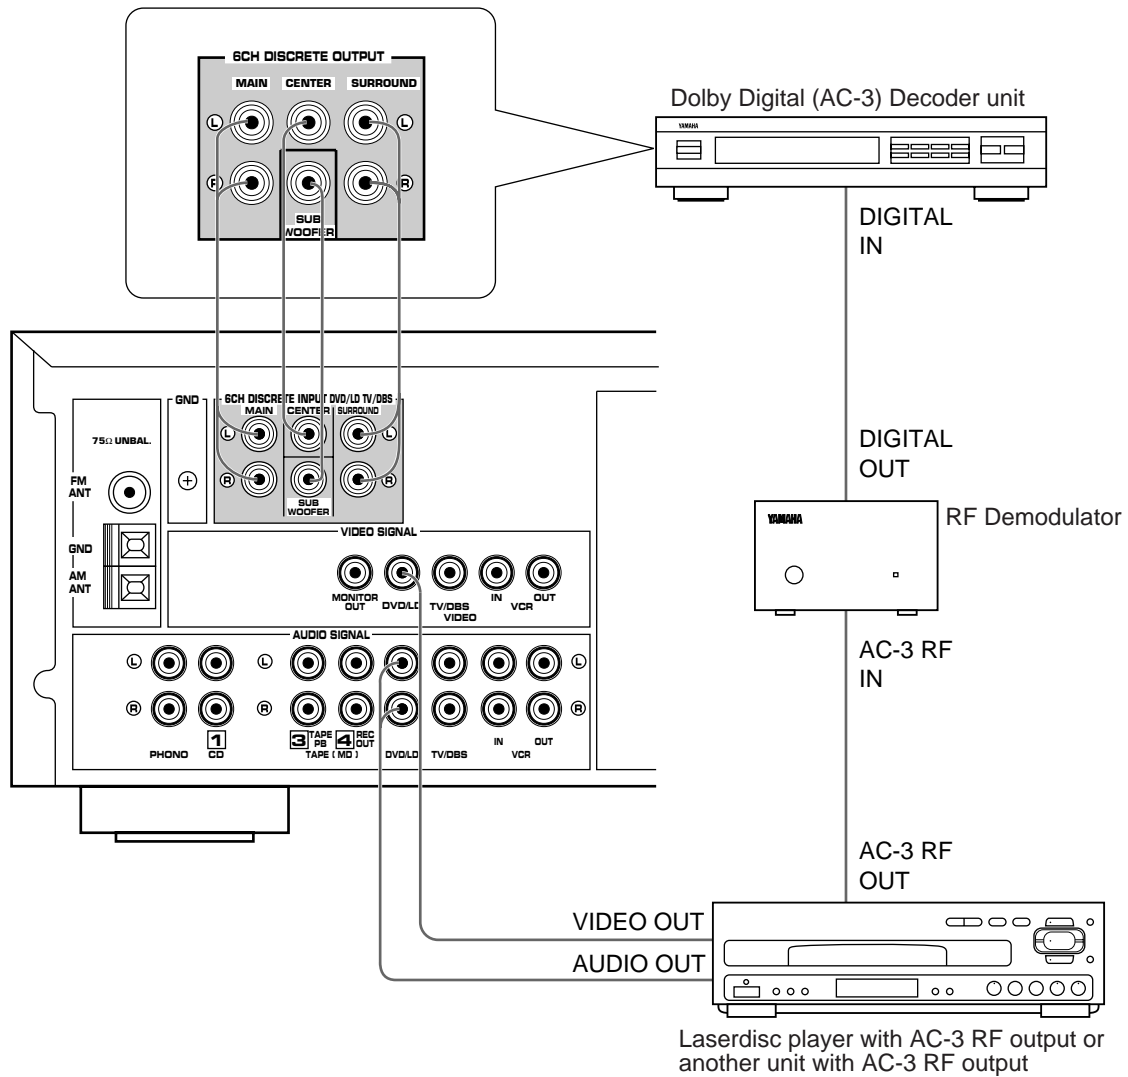 6CH DISCRETE OUTPUT
MAIN CENTER SURROUND
L L
R R
SUB
WOOFER
Dolby Digital (AC-3) Decoder unit
YAMAHA
DIGITAL
IN
GND
6CH DISCRETE INPUT DVD/LD TV/DBS
MAIN CENTER SURROUND
L L
R R
SUB
WOOFER
75Ω UNBAL.
FM
ANT
GND
AM
ANT
VIDEO SIGNAL
MONITOR
OUT
DVD/LD
TV/DBS
VIDEO
IN
OUT
VCR
DIGITAL
OUT
YAMAHA
RF Demodulator
AC-3 RF
IN
AUDIO SIGNAL
L L L
R R R
PHONO
1
CD
3 TAPE PB 4 REC OUT
TAPE ( MD )
DVD/LD
TV/DBS
IN
OUT
VCR
AC-3 RF
OUT
VIDEO OUT
AUDIO OUT
Laserdisc player with AC-3 RF output or
another unit with AC-3 RF output